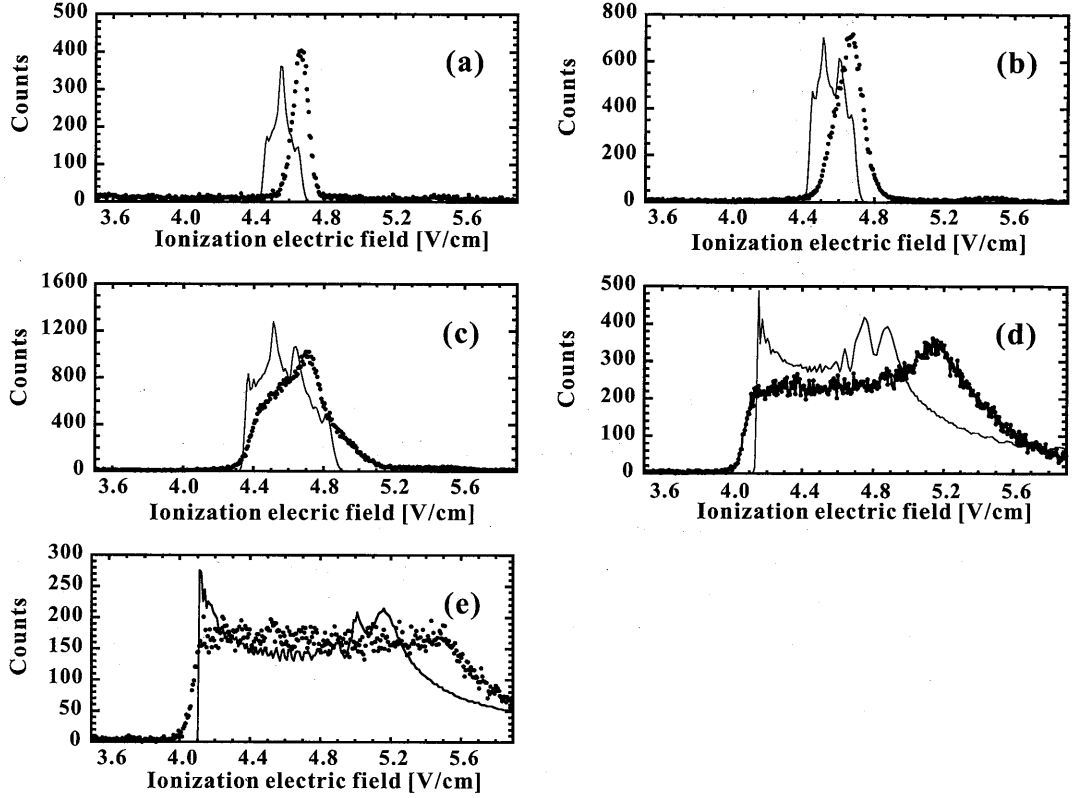 500
400
300
200
100
0
Counts
(a)
3.6 4.0 4.4 4.8 5.2 5.6
Ionization electric field [V/cm]
800
600
400
200
0
Counts
(b)
3.6 4.0 4.4 4.8 5.2 5.6
Ionization electric field [V/cm]
1600
1200
800
400
0
Counts
(c)
3.6 4.0 4.4 4.8 5.2 5.6
Ionization elecric field [V/cm]
500
400
300
200
100
0
Counts
(d)
3.6 4.0 4.4 4.8 5.2 5.6
Ionization electric field [V/cm]
300
250
200
150
100
50
0
Counts
(e)
3.6 4.0 4.4 4.8 5.2 5.6
Ionization electric field [V/cm]